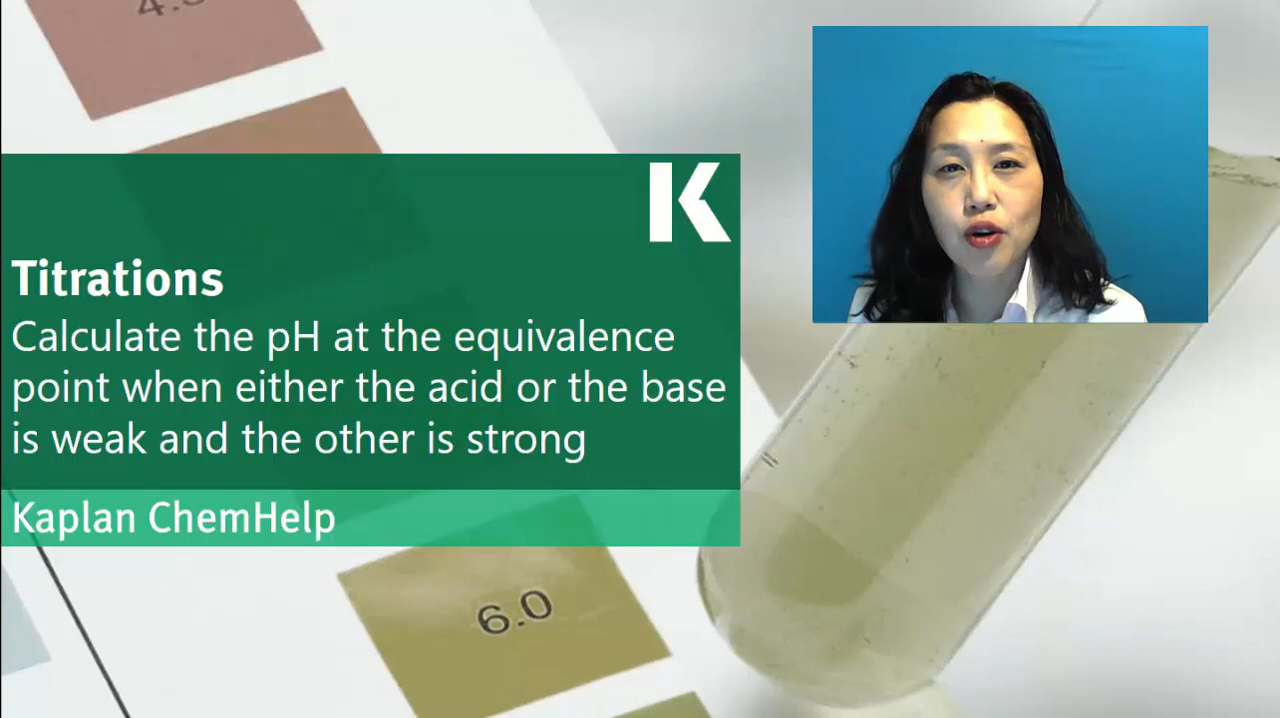 K
Titrations
Calculate the pH at the equivalence
point when either the acid or the base
is weak and the other is strong
Kaplan ChemHelp
6.0